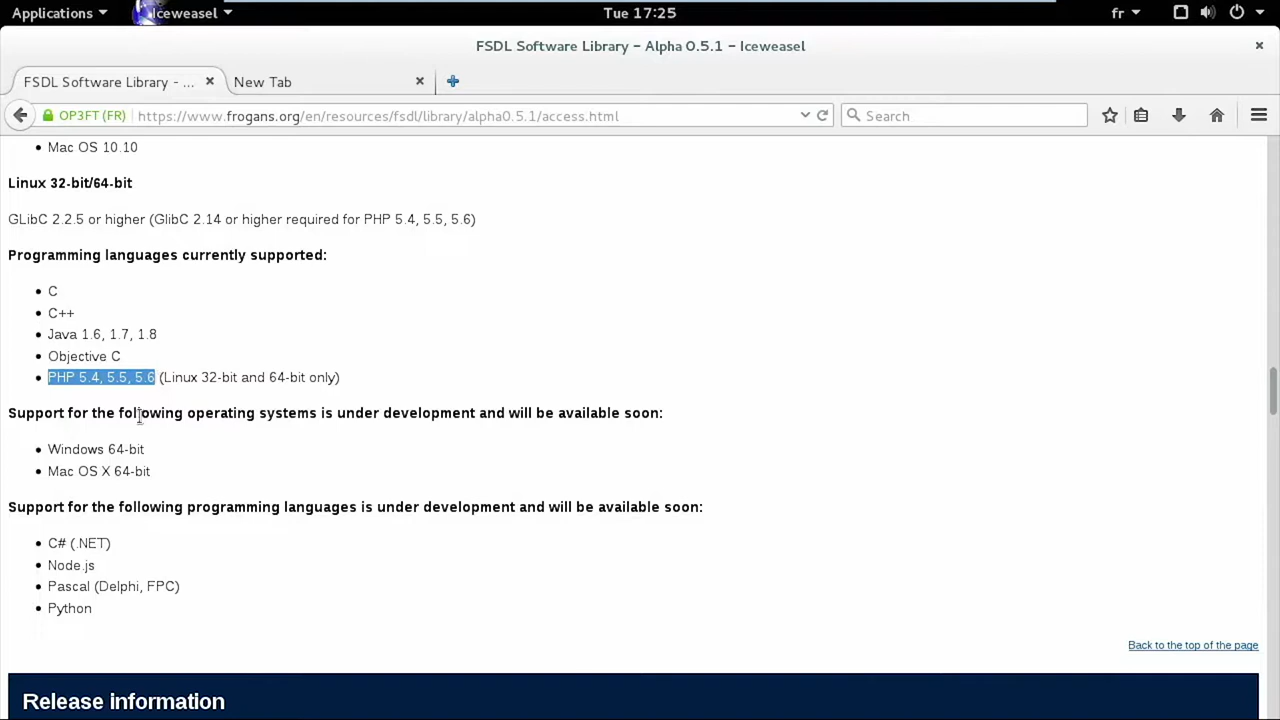 Applications Iceweasel Tue 17:25 fr
FSDL Software Library – Alpha 0.5.1 – Iceweasel
FSDL Software Library - ... New Tab
OP3FT (FR) https://www.frogans.org/en/resources/fsdl/library/alpha0.5.1/access.html Search
Mac OS 10.10
Linux 32-bit/64-bit
GLibC 2.2.5 or higher (GlibC 2.14 or higher required for PHP 5.4, 5.5, 5.6)
Programming languages currently supported:
C
C++
Java 1.6, 1.7, 1.8
Objective C
PHP 5.4, 5.5, 5.6 (Linux 32-bit and 64-bit only)
Support for the following operating systems is under development and will be available soon:
Windows 64-bit
Mac OS X 64-bit
Support for the following programming languages is under development and will be available soon:
C# (.NET)
Node.js
Pascal (Delphi, FPC)
Python
Back to the top of the page
Release information